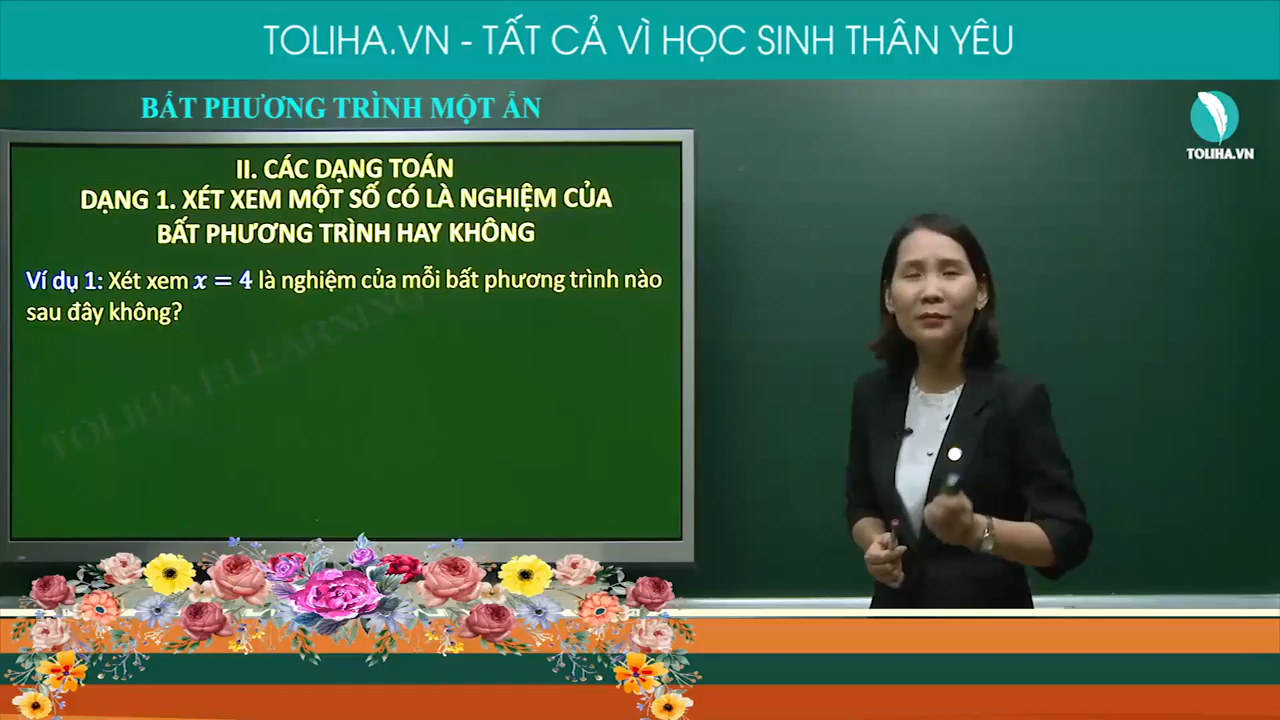 TOLIHA.VN - TẤT CẢ VÌ HỌC SINH THÂN YÊU
BẤT PHƯƠNG TRÌNH MỘT ẨN
TOLIHA.VN
II. CÁC DẠNG TOÁN
DẠNG 1. XÉT XEM MỘT SỐ CÓ LÀ NGHIỆM CỦA
BẤT PHƯƠNG TRÌNH HAY KHÔNG
Ví dụ 1: Xét xem x = 4 là nghiệm của mỗi bất phương trình nào
sau đây không?
TOLIHA ELEARNING